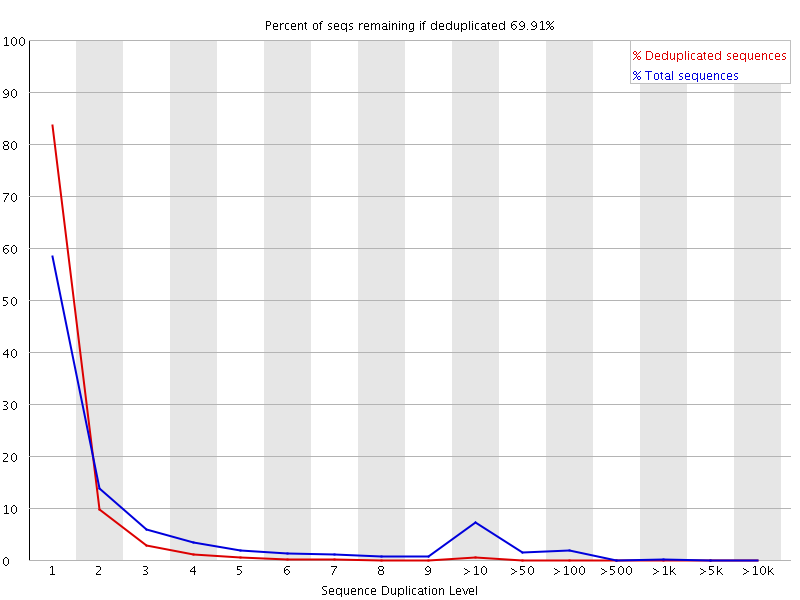 Percent of seqs remaining if deduplicated 69.91%
% Deduplicated sequences
% Total sequences
100
90
80
70
60
50
40
30
20
10
0
1 2 3 4 5 6 7 8 9 >10 >50 >100 >500 >1k >5k >10k
Sequence Duplication Level